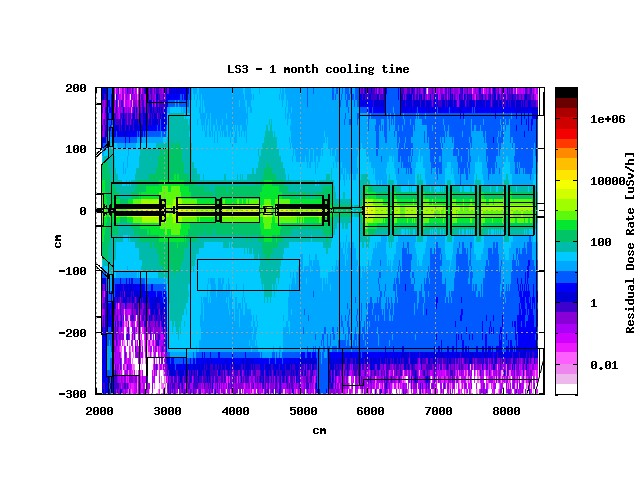 LS3 - 1 month cooling time
200
100
0
-100
-200
-300
cm
2000 3000 4000 5000 6000 7000 8000
cm
1e+06
10000
100
1
0.01
Residual Dose Rate [uSv/h]